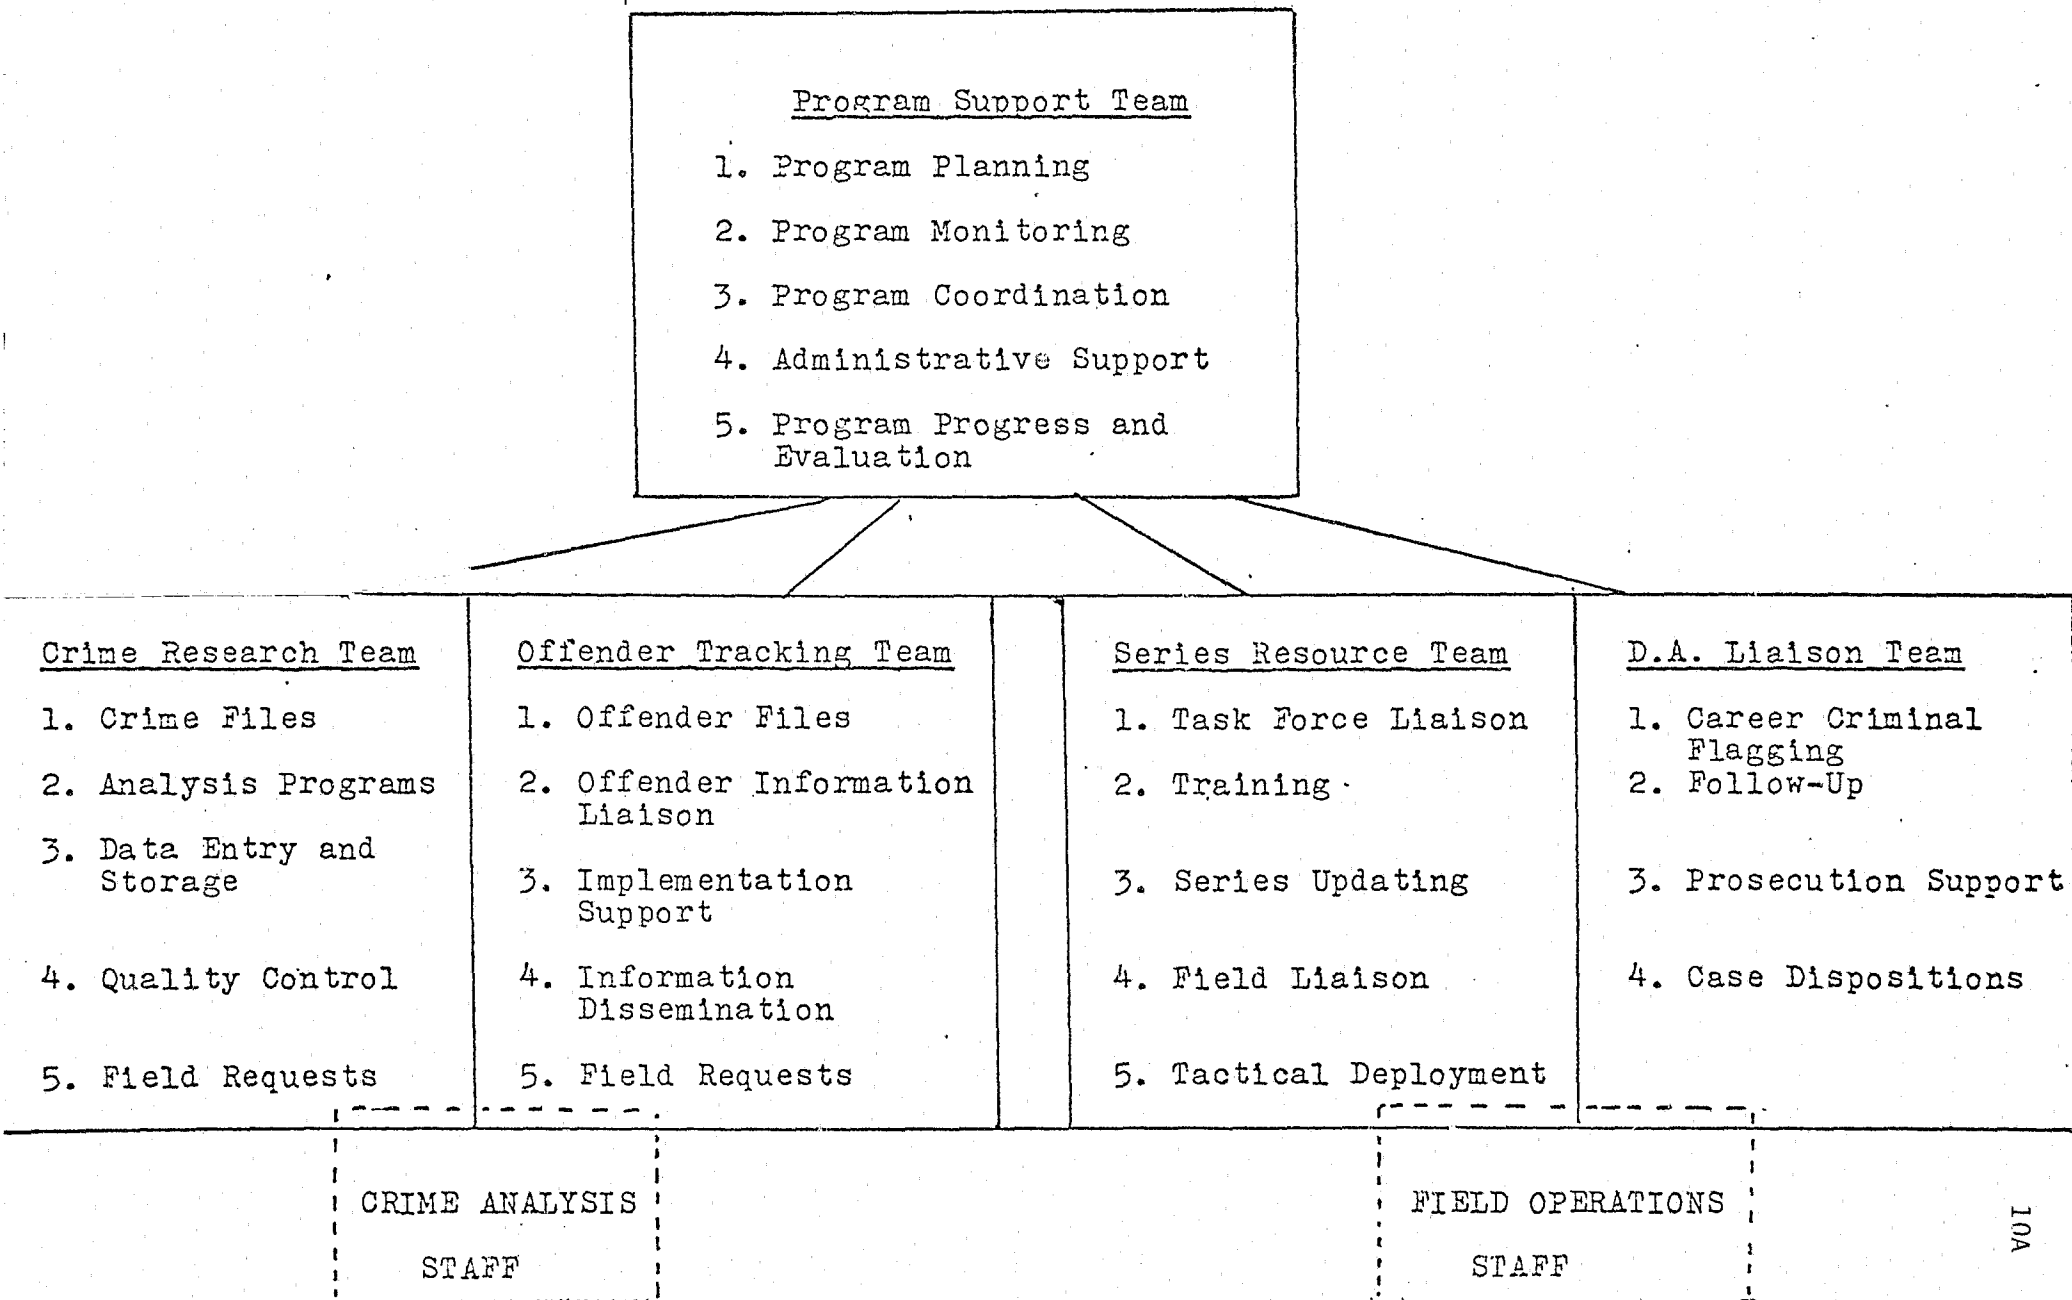 Program Support Team
1. Program Planning
2. Program Monitoring
3. Program Coordination
4. Administrative Support
5. Program Progress and
Evaluation
Crime Research Team
1. Crime Files
2. Analysis Programs
3. Data Entry and
Storage
4. Quality Control
5. Field Requests
Offender Tracking Team
1. Offender Files
2. Offender Information
Liaison
3. Implementation
Support
4. Information
Dissemination
5. Field Requests
Series Resource Team
1. Task Force Liaison
2. Training
3. Series Updating
4. Field Liaison
5. Tactical Deployment
D.A. Liaison Team
1. Career Criminal
Flagging
2. Follow-Up
3. Prosecution Support
4. Case Dispositions
CRIME ANALYSIS
STAFF
FIELD OPERATIONS
STAFF
10A